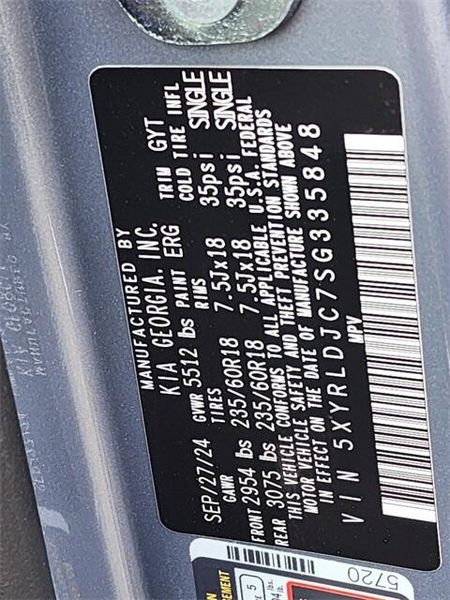 MANUFACTURED BY
KIA GEORGIA, INC.
SEP/27/24 GVWR 5512 lbs PAINT ERG TRIM GYT
GAWR TIRES RIMS COLD TIRE INFL
FRONT 2954 lbs 235/60R18 7.5Jx18 35psi SINGLE
REAR 3075 lbs 235/60R18 7.5Jx18 35psi SINGLE
THIS VEHICLE CONFORMS TO ALL APPLICABLE U.S.A. FEDERAL
MOTOR VEHICLE SAFETY AND THEFT PREVENTION STANDARDS
IN EFFECT ON THE DATE OF MANUFACTURE SHOWN ABOVE
VIN 5XYRLDJC7SG335848
MPV
5720